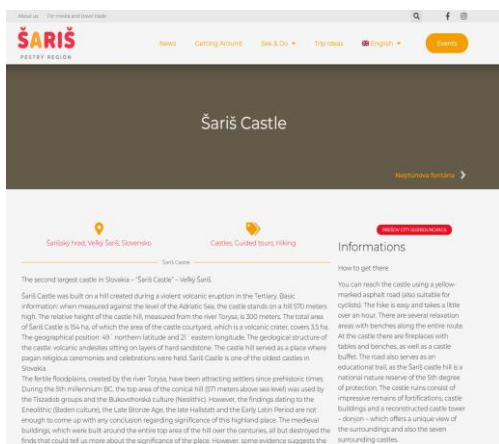 About us   For media and travel trade
ŠARIŠ
PESTRÝ REGIÓN
News   Getting Around   See & Do   Trip Ideas   English   Events
Šariš Castle
Neptúnova fontána
Šarišský hrad, Veľký Šariš, Slovensko
Castles, Guided tours, Hiking
Šariš Castle
The second largest castle in Slovakia – "Šariš Castle" – Veľký Šariš.
Šariš Castle was built on a hill created during a violent volcanic eruption in the Tertiary. Basic
information: when measured against the level of the Adriatic Sea, the castle stands on a hill 570 meters
high. The relative height of the castle hill, measured from the river Torysa, is 300 meters. The total area
of Šariš Castle is 154 ha, of which the area of the castle courtyard, which is a volcanic crater, covers 3.5 ha.
The geographical position: 49° northern latitude and 21° eastern longitude. The geological structure of
the castle volcanic andesites sitting on layers of hard sandstone. The castle hill served as a place where
pagan religious ceremonies and celebrations were held. Šariš Castle is one of the oldest castles in
Slovakia.
The fertile floodplains, created by the river Torysa, have been attracting settlers since prehistoric times.
During the 5th millennium BC, the top area of the conical hill (571 meters above sea level) was used by
the Tiszadob groups and the Bukovohorská culture (Neolithic). However, the findings dating to the
Eneolithic (Baden culture), the Late Bronze Age, the late Hallstatt and the Early Latin Period are not
enough to come up with any conclusion regarding significance of this highland place. The medieval
buildings, which were built around the entire top area of the hill over the centuries, all but destroyed the
finds that could tell us more about the significance of the place. However, some evidence suggests the
PREŠOV CITY SURROUNDINGS
Informations
How to get there
You can reach the castle using a yellow-
marked asphalt road (also suitable for
cyclists). The hike is easy and takes a little
over an hour. There are several relaxation
areas with benches along the entire route.
At the castle there are fireplaces with
tables and benches, as well as a castle
buffet. The road also serves as an
educational trail, as the Šariš castle hill is a
national nature reserve of the 5th degree
of protection. The castle ruins consist of
impressive remains of fortifications, castle
buildings and a reconstructed castle tower
– donjon – which offers a unique view of
the surroundings and also the seven
surrounding castles.